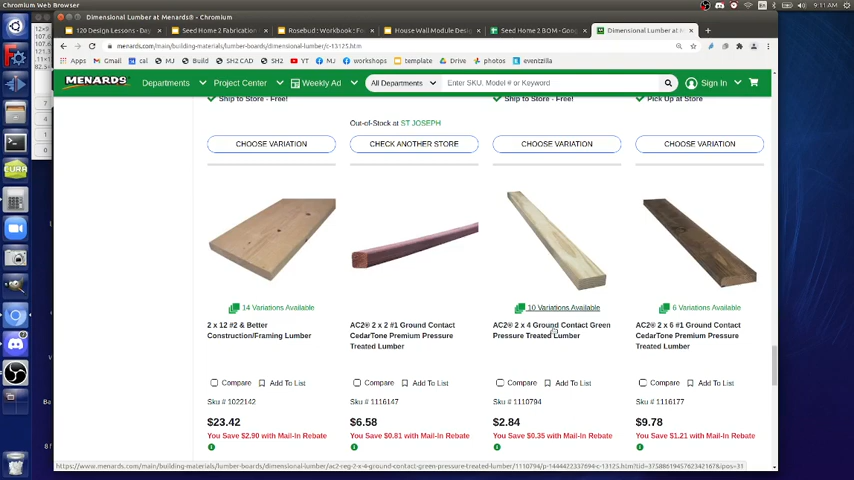 Chromium Web Browser
9:11 AM
Dimensional Lumber at Menards® - Chromium
120 Design Lessons - Day
Seed Home 2 Fabrication
Rosebud : Workbook : Fo
House Wall Module Desig
Seed Home 2 BOM - Goog
Dimensional Lumber at M
menards.com/main/building-materials/lumber-boards/dimensional-lumber/c-13125.htm
Apps
Gmail
cal
MJ
Build
SH2 CAD
SH2
YT
MJ
workshops
template
Drive
photos
eventzilla
MENARDS
Departments
Project Center
Weekly Ad
All Departments
Enter SKU, Model # or Keyword
Sign In
Ship to Store - Free!
Ship to Store - Free!
Pick Up at Store
Out-of-Stock at ST JOSEPH
CHOOSE VARIATION
CHECK ANOTHER STORE
CHOOSE VARIATION
CHOOSE VARIATION
14 Variations Available
10 Variations Available
6 Variations Available
2 x 12 #2 & Better
Construction/Framing Lumber
AC2® 2 x 2 #1 Ground Contact
CedarTone Premium Pressure
Treated Lumber
AC2® 2 x 4 Ground Contact Green
Pressure Treated Lumber
AC2® 2 x 6 #1 Ground Contact
CedarTone Premium Pressure
Treated Lumber
Compare
Add To List
Compare
Add To List
Compare
Add To List
Compare
Add To List
Sku # 1022142
Sku # 1116147
Sku # 1110794
Sku # 1116177
$23.42
$6.58
$2.84
$9.78
You Save $2.90 with Mail-In Rebate
You Save $0.81 with Mail-In Rebate
You Save $0.35 with Mail-In Rebate
You Save $1.21 with Mail-In Rebate